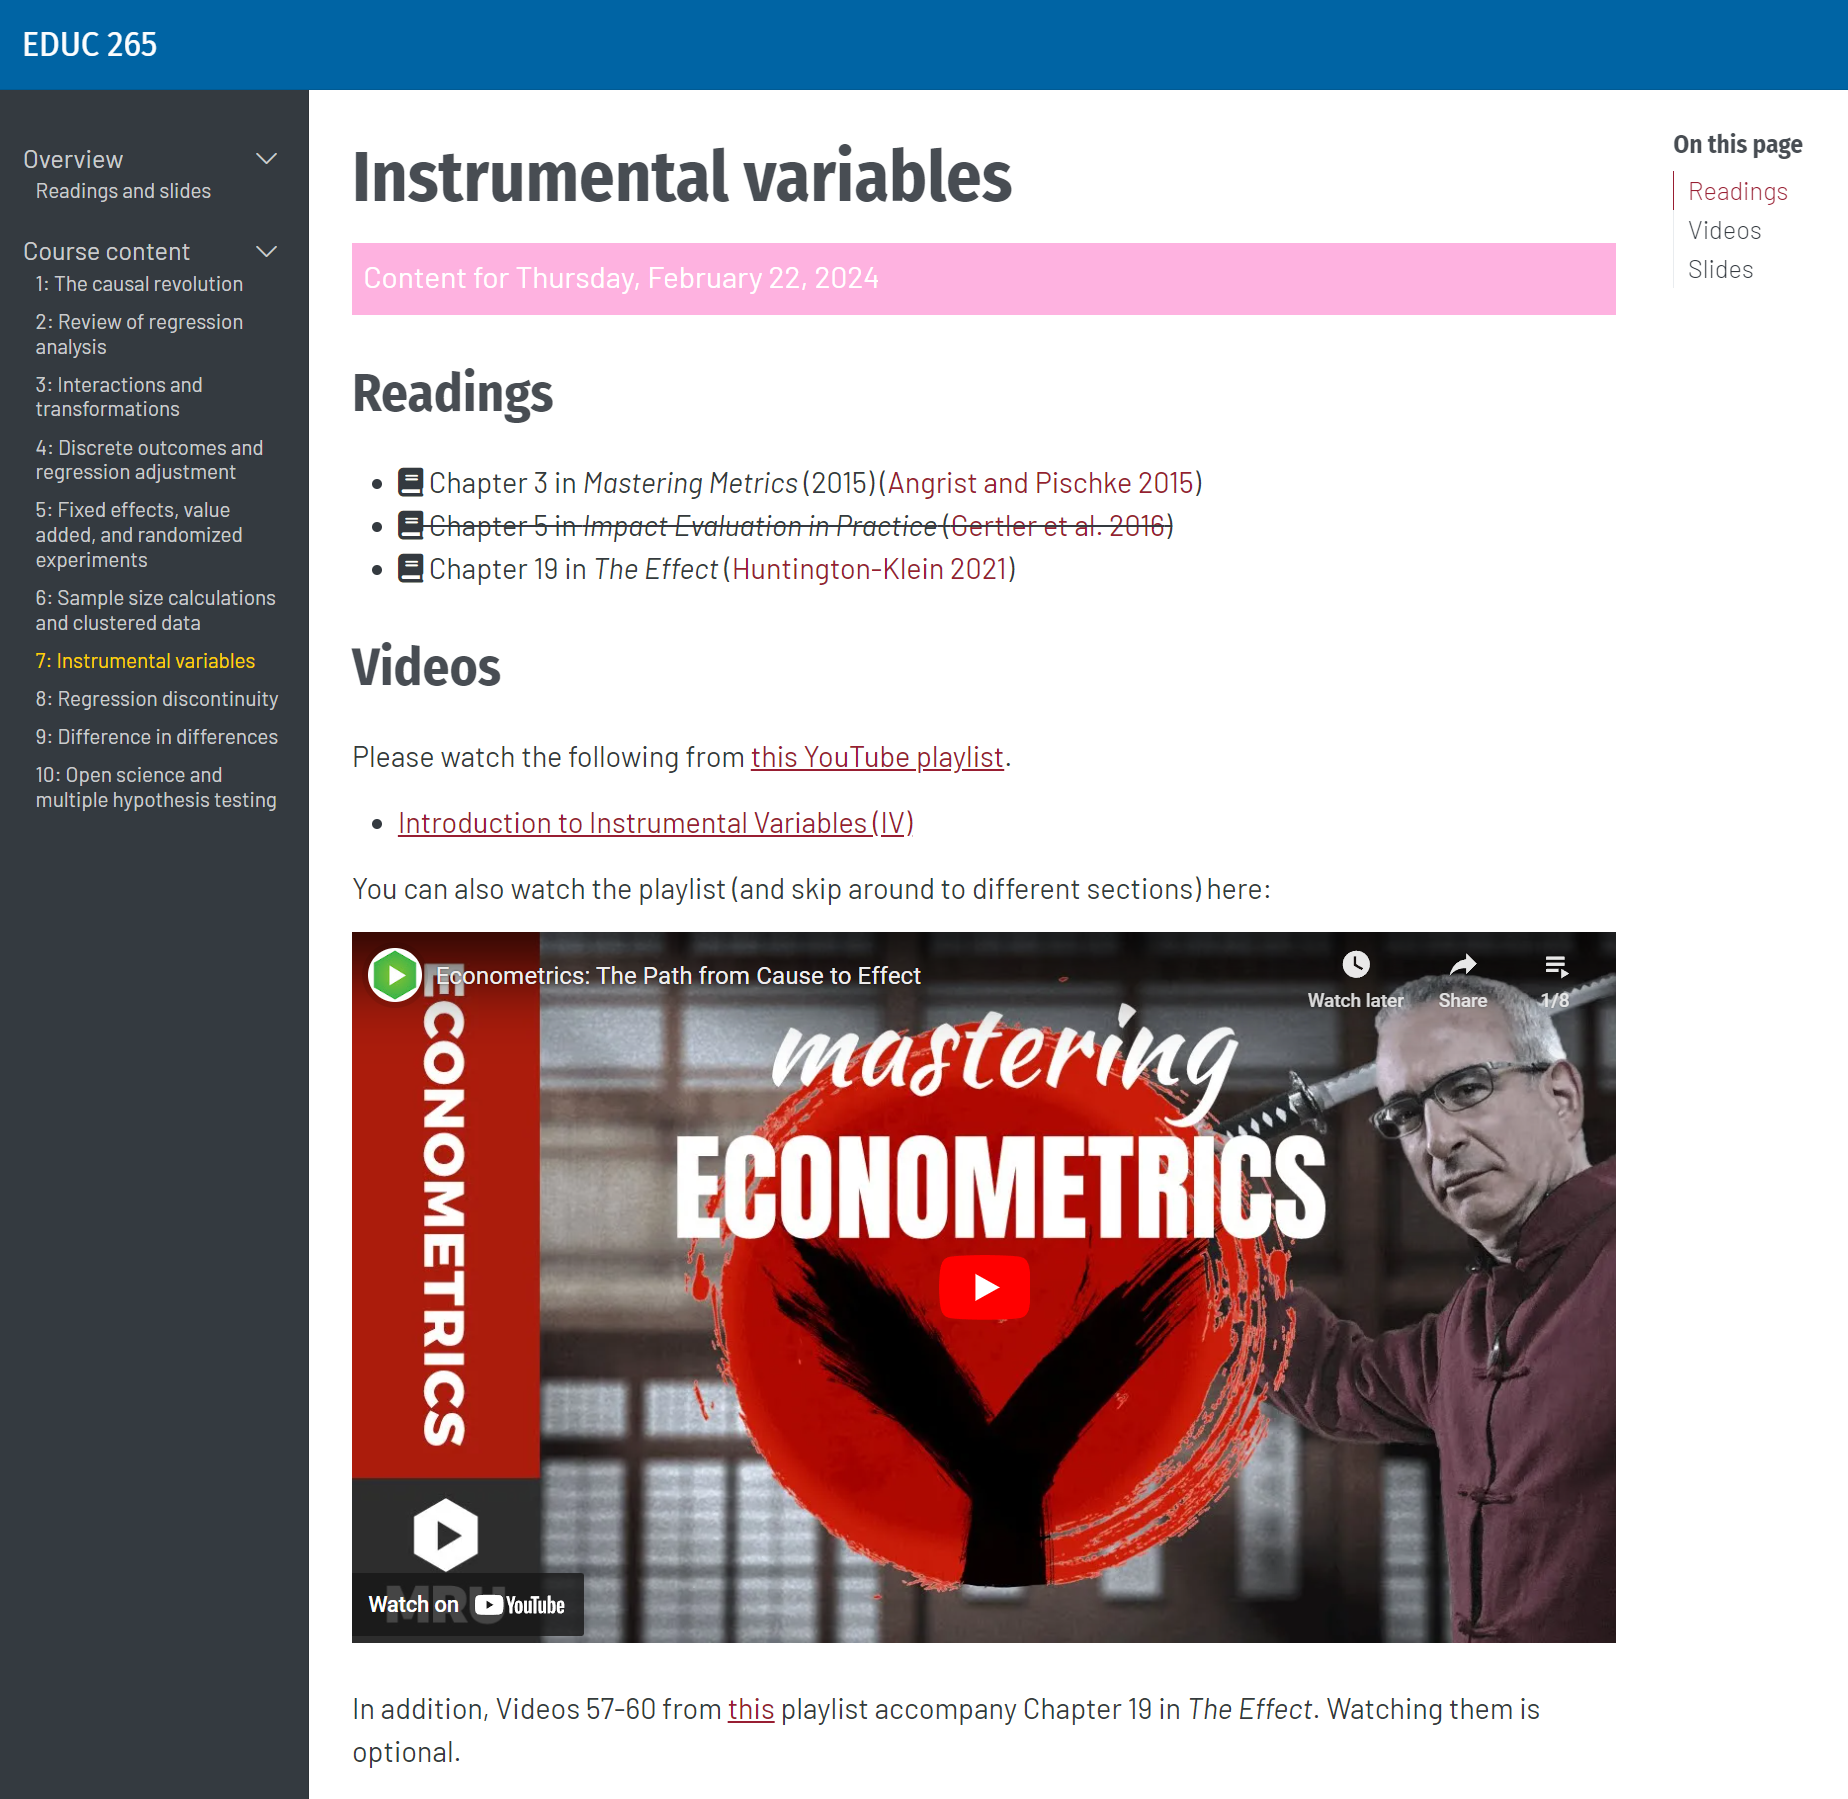 EDUC 265
Overview
Readings and slides
Course content
1: The causal revolution
2: Review of regression
analysis
3: Interactions and
transformations
4: Discrete outcomes and
regression adjustment
5: Fixed effects, value
added, and randomized
experiments
6: Sample size calculations
and clustered data
7: Instrumental variables
8: Regression discontinuity
9: Difference in differences
10: Open science and
multiple hypothesis testing
Instrumental variables
Content for Thursday, February 22, 2024
Readings
Chapter 3 in Mastering Metrics (2015) (Angrist and Pischke 2015)
Chapter 5 in Impact Evaluation in Practice (Gertler et al. 2016)
Chapter 19 in The Effect (Huntington-Klein 2021)
Videos
Please watch the following from this YouTube playlist.
Introduction to Instrumental Variables (IV)
You can also watch the playlist (and skip around to different sections) here:
Econometrics: The Path from Cause to Effect
Watch later
Share
1/8
ECONOMETRICS
mastering
ECONOMETRICS
MRU
Watch on YouTube
In addition, Videos 57-60 from this playlist accompany Chapter 19 in The Effect. Watching them is
optional.
On this page
Readings
Videos
Slides